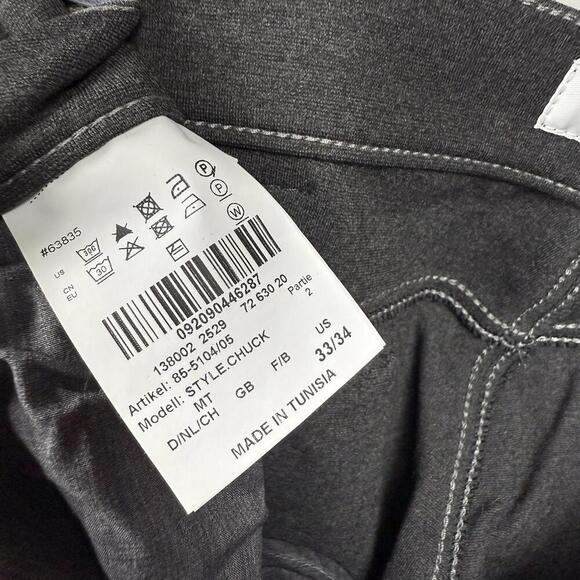 #63835
US
CN
EU
30
P
P
W
092090446287
138002 2529
72 630 20
Partie
2
Artikel: 85-5104/05
Modell: STYLE.CHUCK
MT
GB
F/B
US
D/NL/CH
33/34
MADE IN TUNISIA